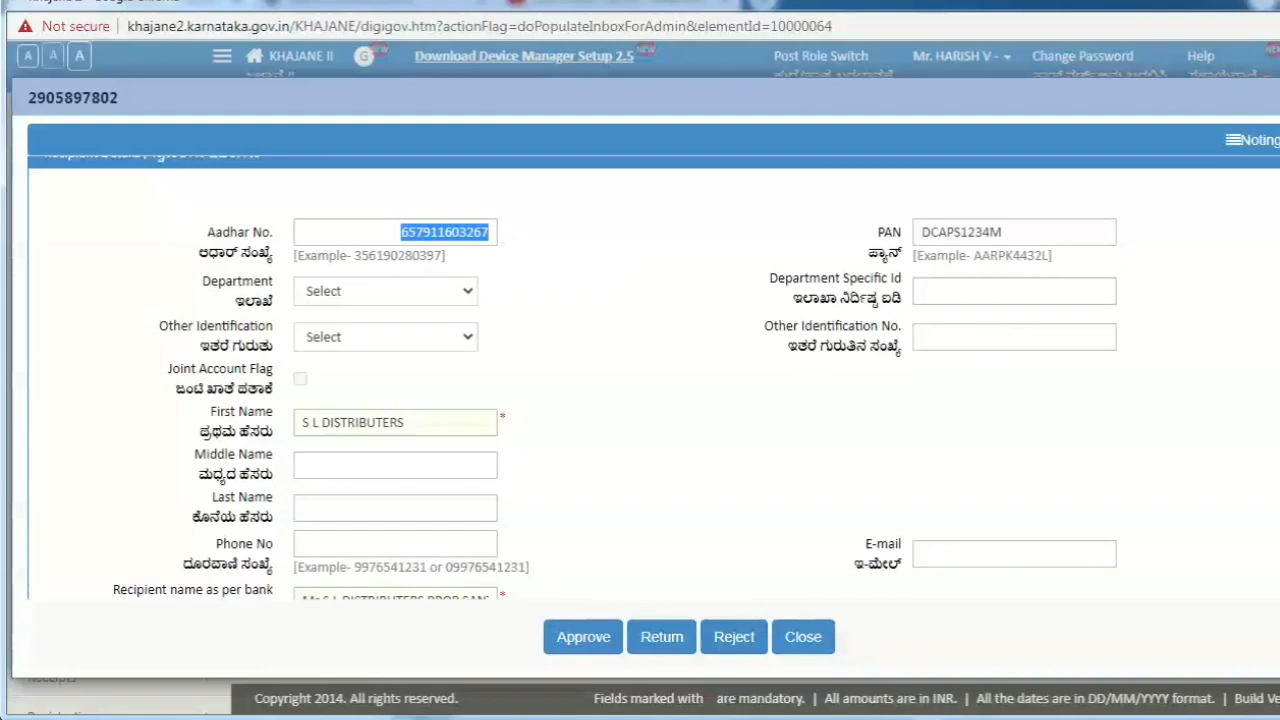 Not secure | khajane2.karnataka.gov.in/KHAJANE/digigov.htm?actionFlag=doPopulateInboxForAdmin&elementId=10000064
A A A KHAJANE II G NEW Download Device Manager Setup 2.5 NEW Post Role Switch Mr. HARISH V - Change Password Help
2905897802
Noting
Aadhar No. 657911603267 PAN DCAPS1234M
ಆಧಾರ್ ಸಂಖ್ಯೆ [Example- 356190280397] ಪ್ಯಾನ್ [Example- AARPK4432L]
Department Select Department Specific Id
ಇಲಾಖೆ ಇಲಾಖಾ ನಿರ್ದಿಷ್ಟ ಐಡಿ
Other Identification Select Other Identification No.
ಇತರೆ ಗುರುತು ಇತರೆ ಗುರುತಿನ ಸಂಖ್ಯೆ
Joint Account Flag
ಜಂಟಿ ಖಾತೆ ಪತಾಕೆ
First Name S L DISTRIBUTERS *
ಪ್ರಥಮ ಹೆಸರು
Middle Name
ಮಧ್ಯದ ಹೆಸರು
Last Name
ಕೊನೆಯ ಹೆಸರು
Phone No E-mail
ದೂರವಾಣಿ ಸಂಖ್ಯೆ [Example- 9976541231 or 09976541231] ಇ-ಮೇಲ್
Recipient name as per bank *
Approve Return Reject Close
Copyright 2014. All rights reserved. Fields marked with * are mandatory. | All amounts are in INR. | All the dates are in DD/MM/YYYY format. | Build